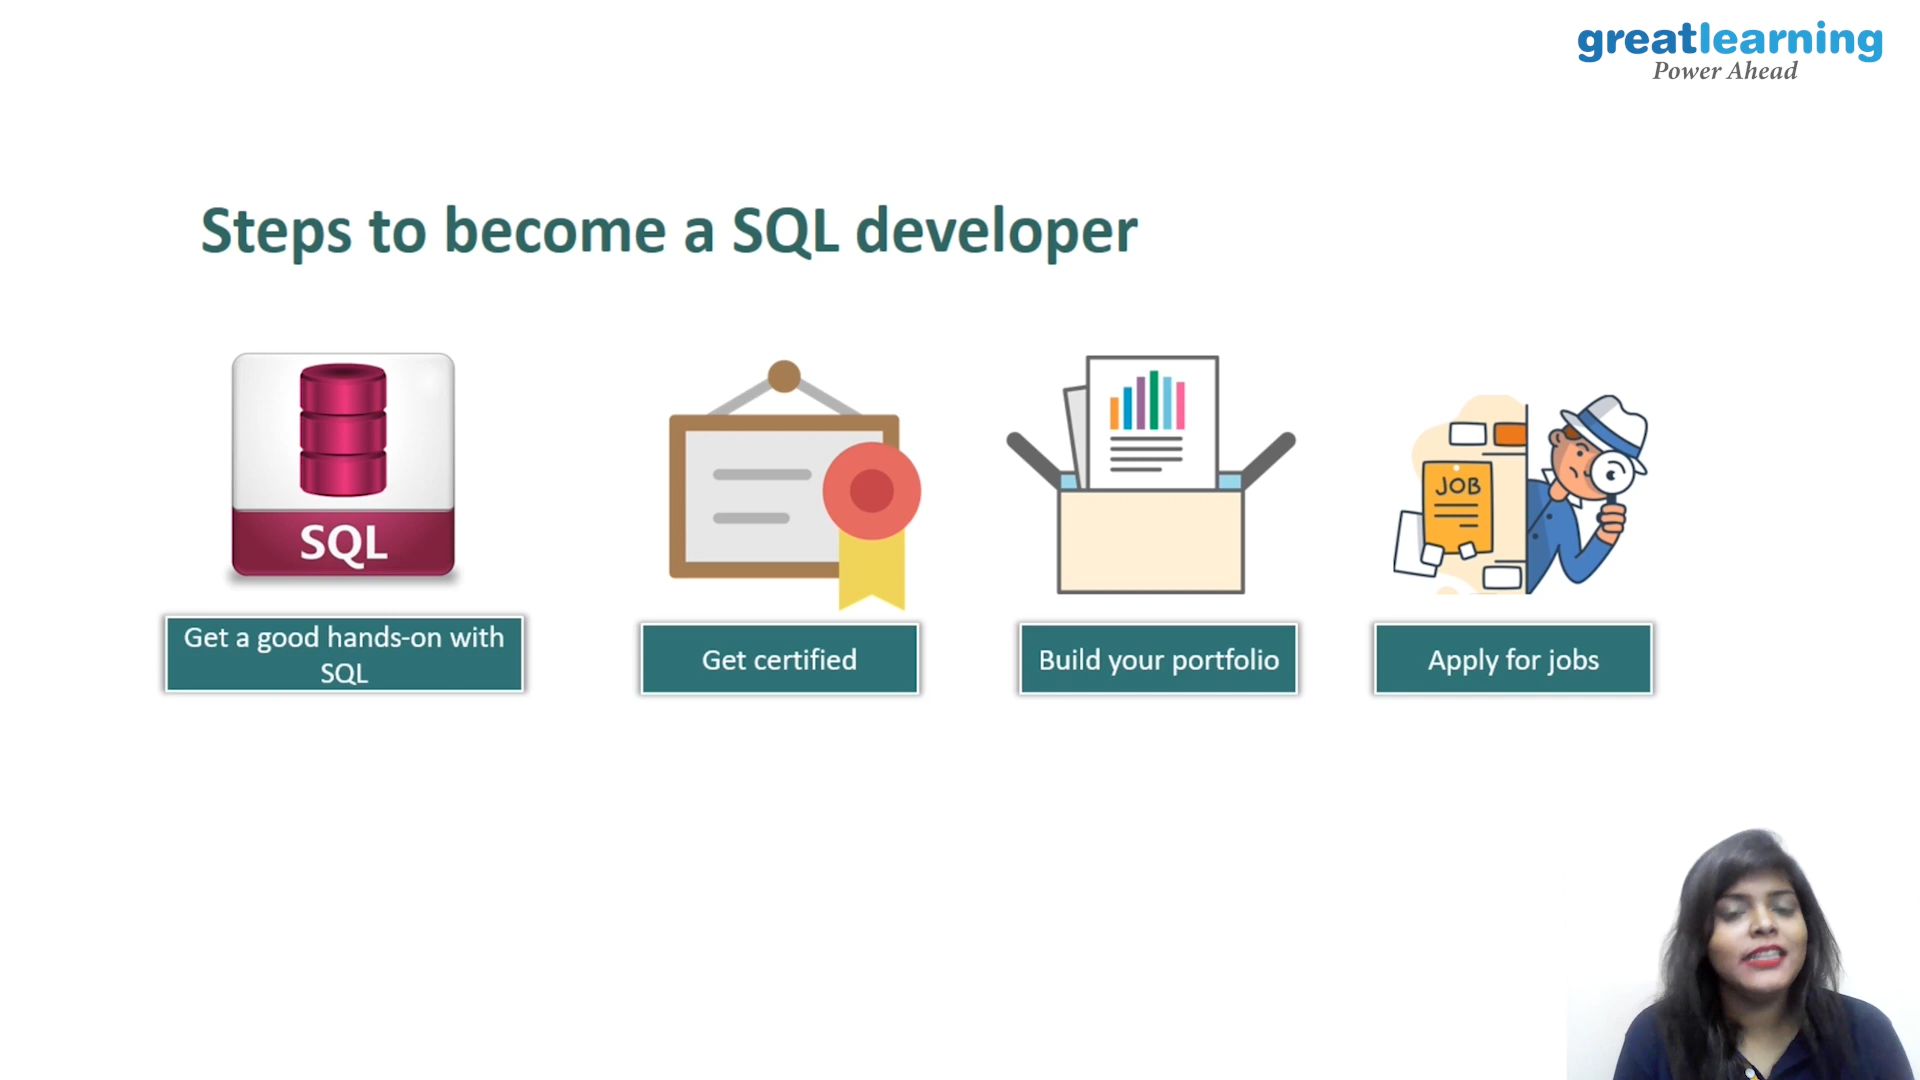 greatlearning
Power Ahead
Steps to become a SQL developer
SQL
JOB
Get a good hands-on with
SQL
Get certified
Build your portfolio
Apply for jobs